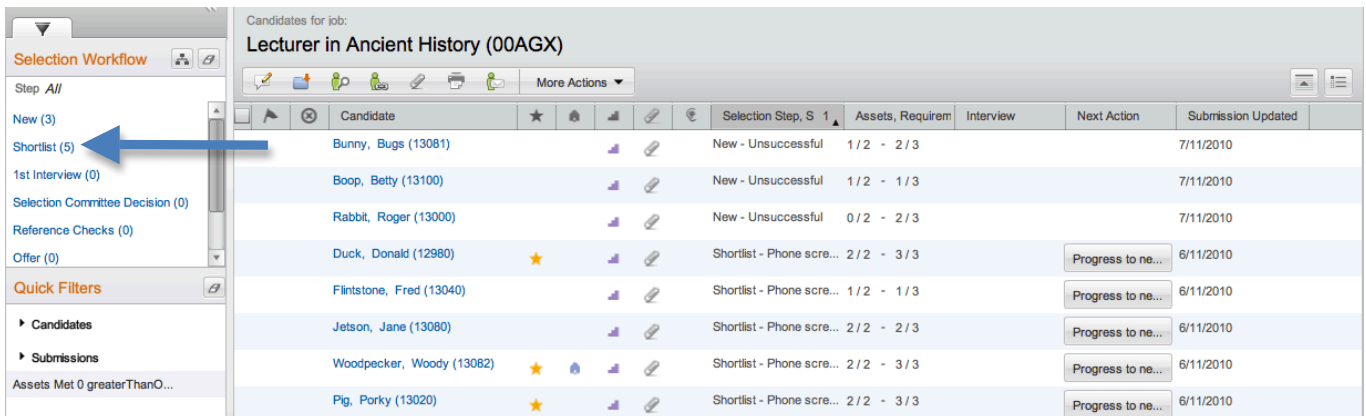 Candidates for job:
Lecturer in Ancient History (00AGX)
Selection Workflow
Step All
New (3)
Shortlist (5)
1st Interview (0)
Selection Committee Decision (0)
Reference Checks (0)
Offer (0)
Quick Filters
Candidates
Submissions
Assets Met 0 greaterThanO...
More Actions
Candidate Selection Step, S 1 Assets, Requirem Interview Next Action Submission Updated
Bunny, Bugs (13081) New - Unsuccessful 1/2 - 2/3 7/11/2010
Boop, Betty (13100) New - Unsuccessful 1/2 - 1/3 7/11/2010
Rabbit, Roger (13000) New - Unsuccessful 0/2 - 2/3 7/11/2010
Duck, Donald (12980) Shortlist - Phone scre... 2/2 - 3/3 Progress to ne... 6/11/2010
Flintstone, Fred (13040) Shortlist - Phone scre... 1/2 - 1/3 Progress to ne... 6/11/2010
Jetson, Jane (13080) Shortlist - Phone scre... 2/2 - 2/3 Progress to ne... 6/11/2010
Woodpecker, Woody (13082) Shortlist - Phone scre... 2/2 - 3/3 Progress to ne... 6/11/2010
Pig, Porky (13020) Shortlist - Phone scre... 2/2 - 3/3 Progress to ne... 6/11/2010